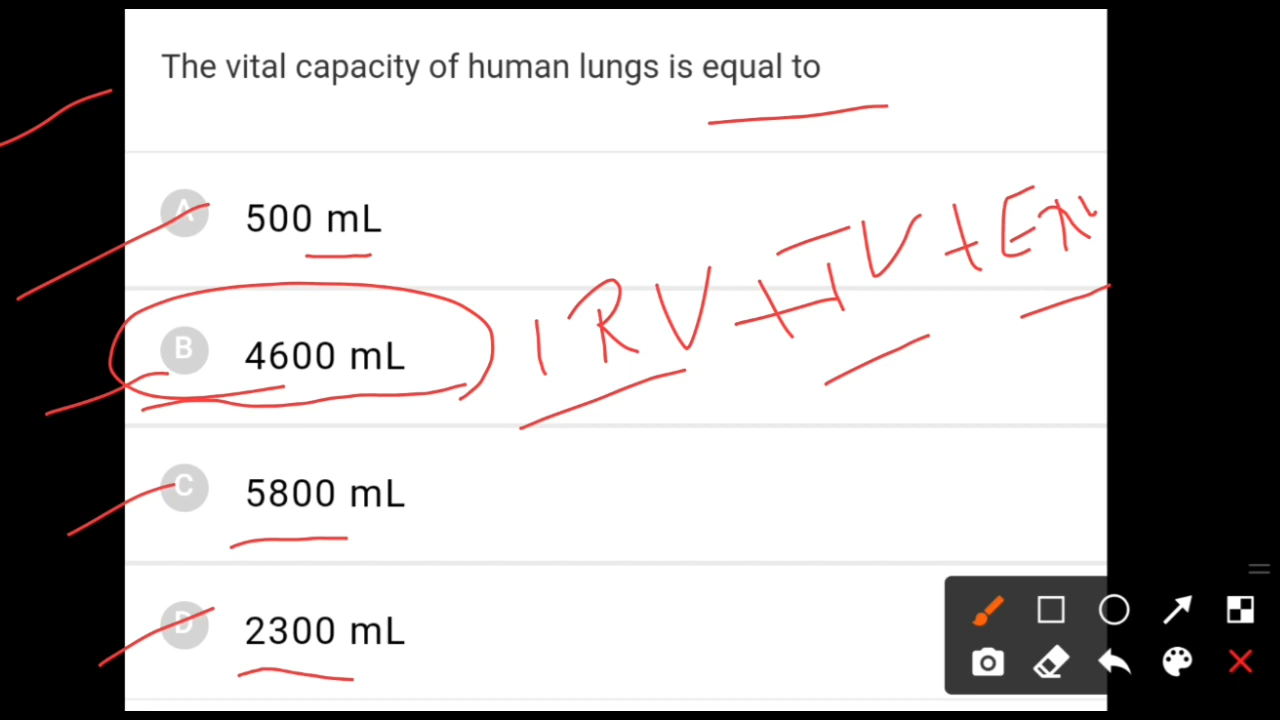 The vital capacity of human lungs is equal to
A 500 mL
B 4600 mL
IRV + TV + ERV
C 5800 mL
D 2300 mL